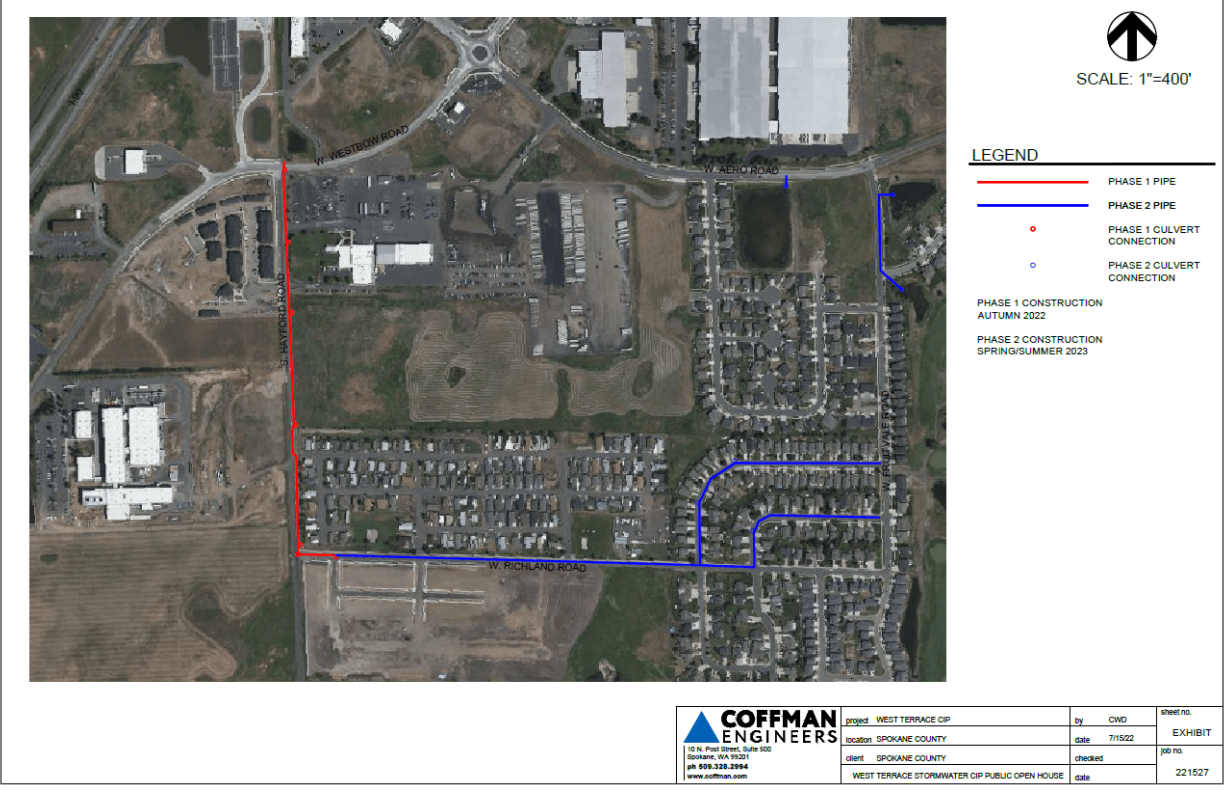 SCALE: 1"=400'
I-90
W. WESTBOW ROAD
W. AERO ROAD
S. HAYFORD ROAD
W. FRUITVALE ROAD
W. RICHLAND ROAD
LEGEND
PHASE 1 PIPE
PHASE 2 PIPE
PHASE 1 CULVERT
CONNECTION
PHASE 2 CULVERT
CONNECTION
PHASE 1 CONSTRUCTION
AUTUMN 2022
PHASE 2 CONSTRUCTION
SPRING/SUMMER 2023
COFFMAN
ENGINEERS
10 N. Post Street, Suite 500
Spokane, WA 99201
ph 509.328.2994
www.coffman.com
project WEST TERRACE CIP
location SPOKANE COUNTY
client SPOKANE COUNTY
WEST TERRACE STORMWATER CIP PUBLIC OPEN HOUSE
by CWD
date 7/15/22
checked
date
sheet no.
EXHIBIT
job no.
221527